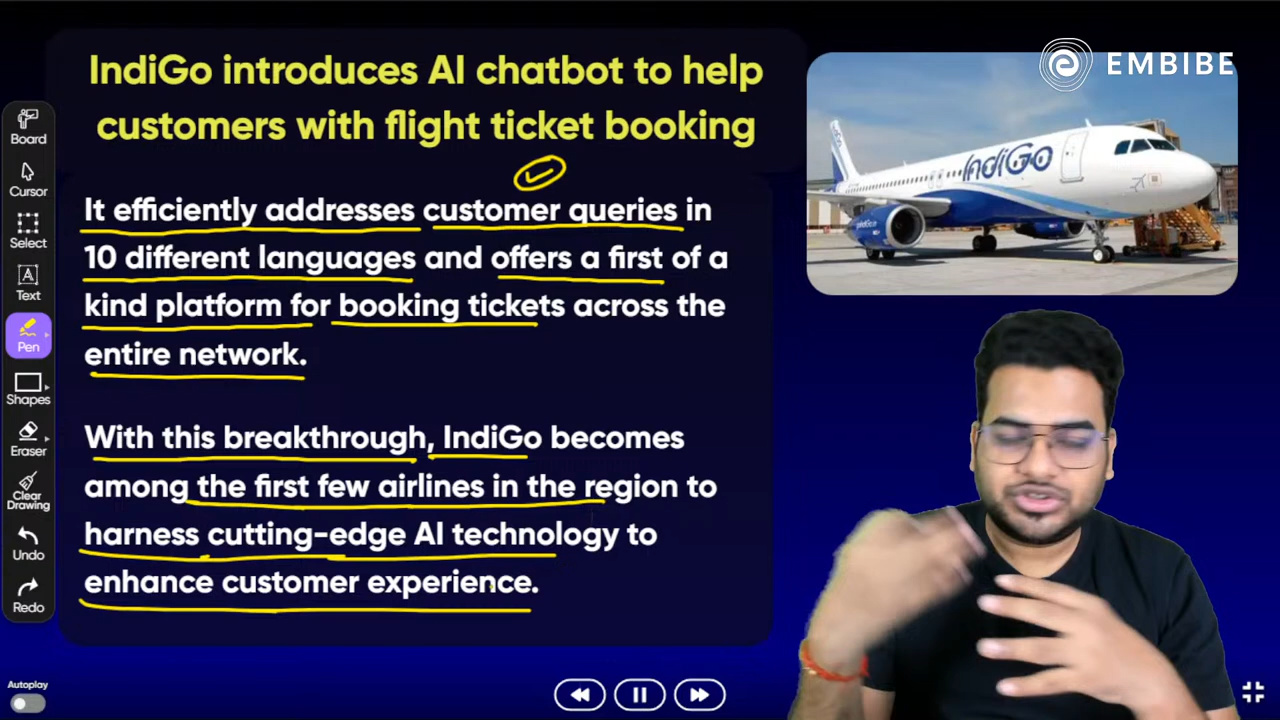 IndiGo introduces AI chatbot to help
customers with flight ticket booking
EMBIBE
IndiGo
Board
Cursor
Select
Text
Pen
Shapes
Eraser
Clear
Drawing
Undo
Redo
It efficiently addresses customer queries in
10 different languages and offers a first of a
kind platform for booking tickets across the
entire network.
With this breakthrough, IndiGo becomes
among the first few airlines in the region to
harness cutting-edge AI technology to
enhance customer experience.
Autoplay